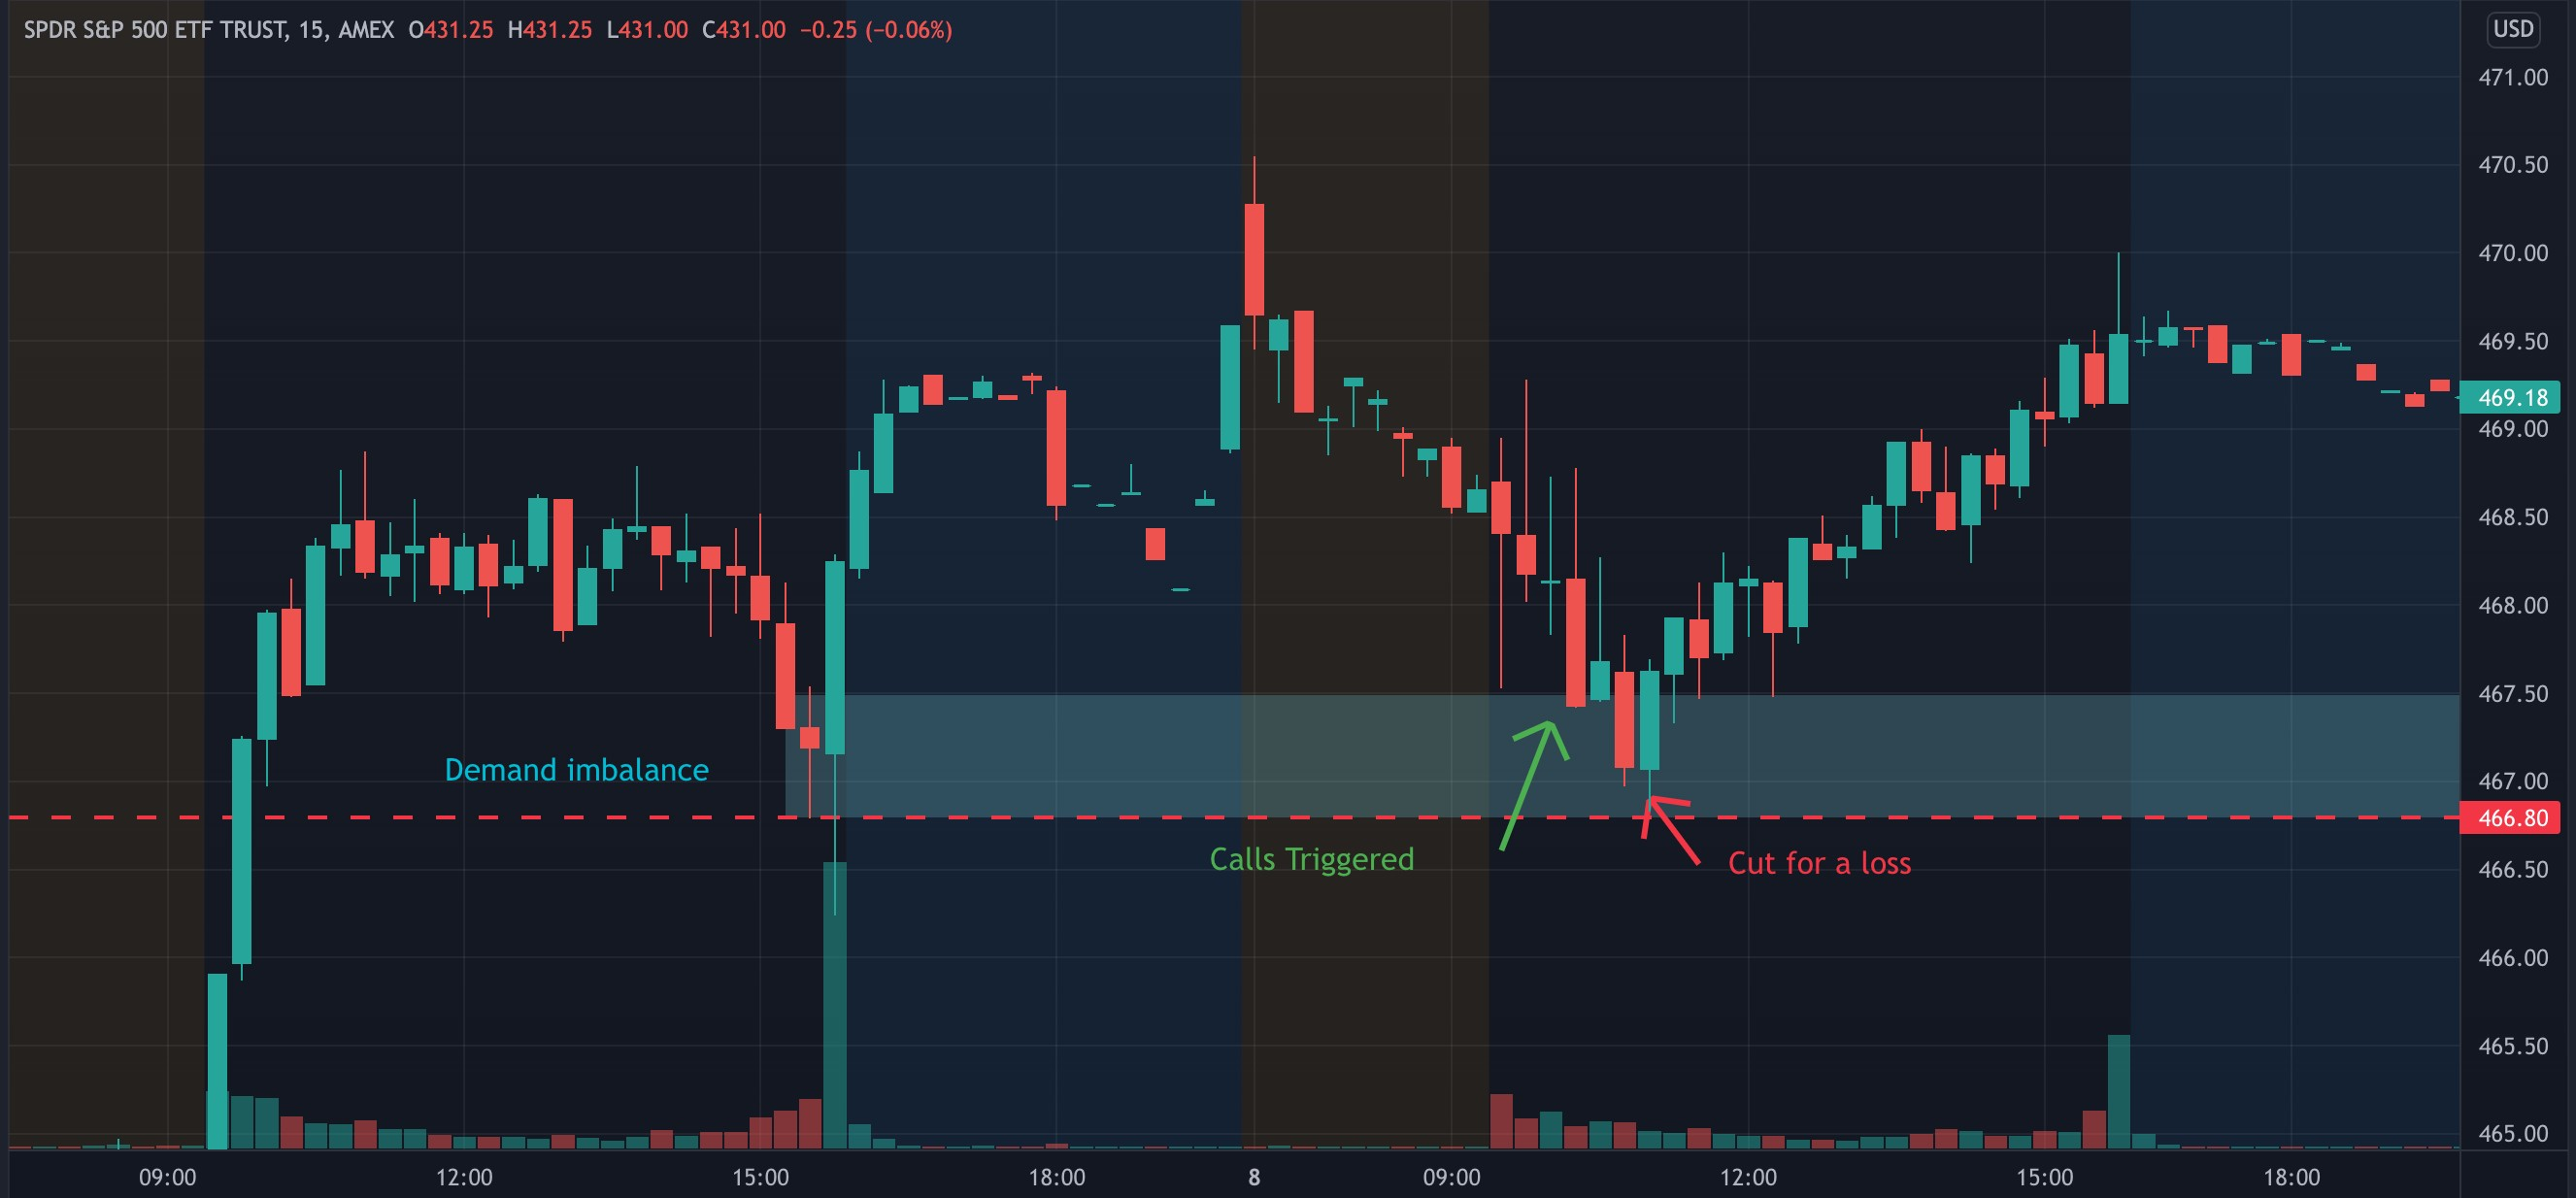 SPDR S&P 500 ETF TRUST, 15, AMEX O431.25 H431.25 L431.00 C431.00 −0.25 (−0.06%)
USD
471.00
470.50
470.00
469.50
469.18
469.00
468.50
468.00
467.50
467.00
466.80
466.50
466.00
465.50
465.00
Demand imbalance
Calls Triggered
Cut for a loss
09:00 12:00 15:00 18:00 8 09:00 12:00 15:00 18:00